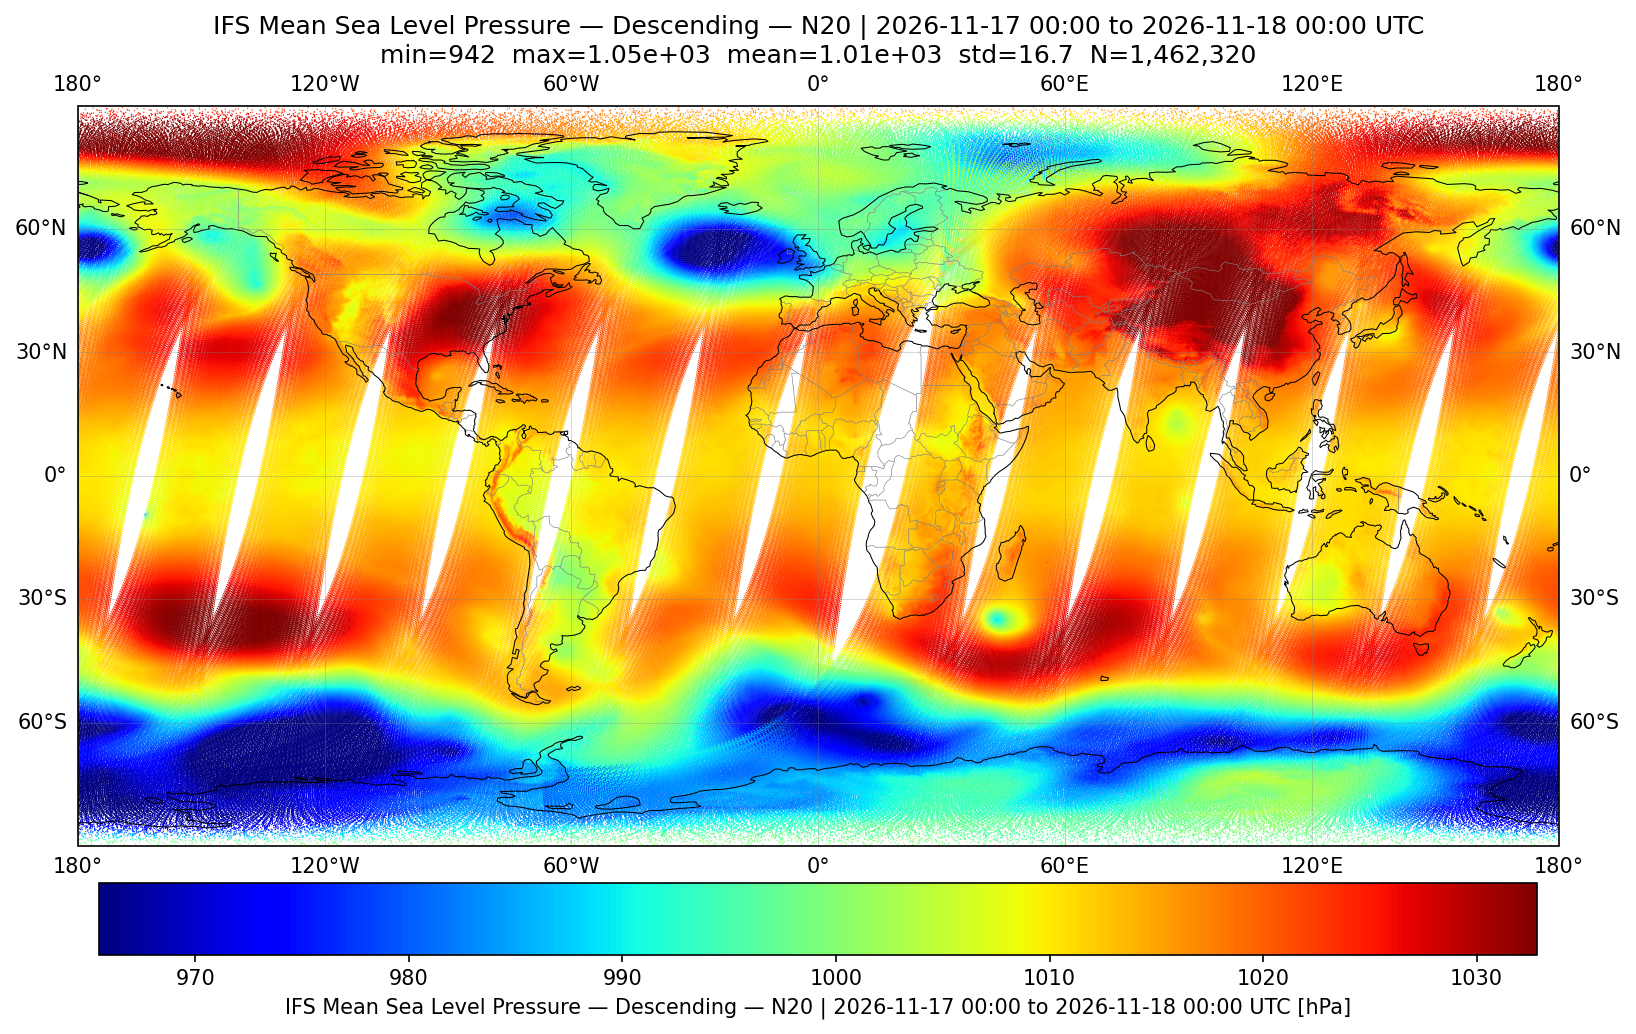 IFS Mean Sea Level Pressure — Descending — N20 | 2026-11-17 00:00 to 2026-11-18 00:00 UTC
min=942  max=1.05e+03  mean=1.01e+03  std=16.7  N=1,462,320
180° 120°W 60°W 0° 60°E 120°E 180°
60°N 60°N
30°N 30°N
0° 0°
30°S 30°S
60°S 60°S
180° 120°W 60°W 0° 60°E 120°E 180°
970 980 990 1000 1010 1020 1030
IFS Mean Sea Level Pressure — Descending — N20 | 2026-11-17 00:00 to 2026-11-18 00:00 UTC [hPa]